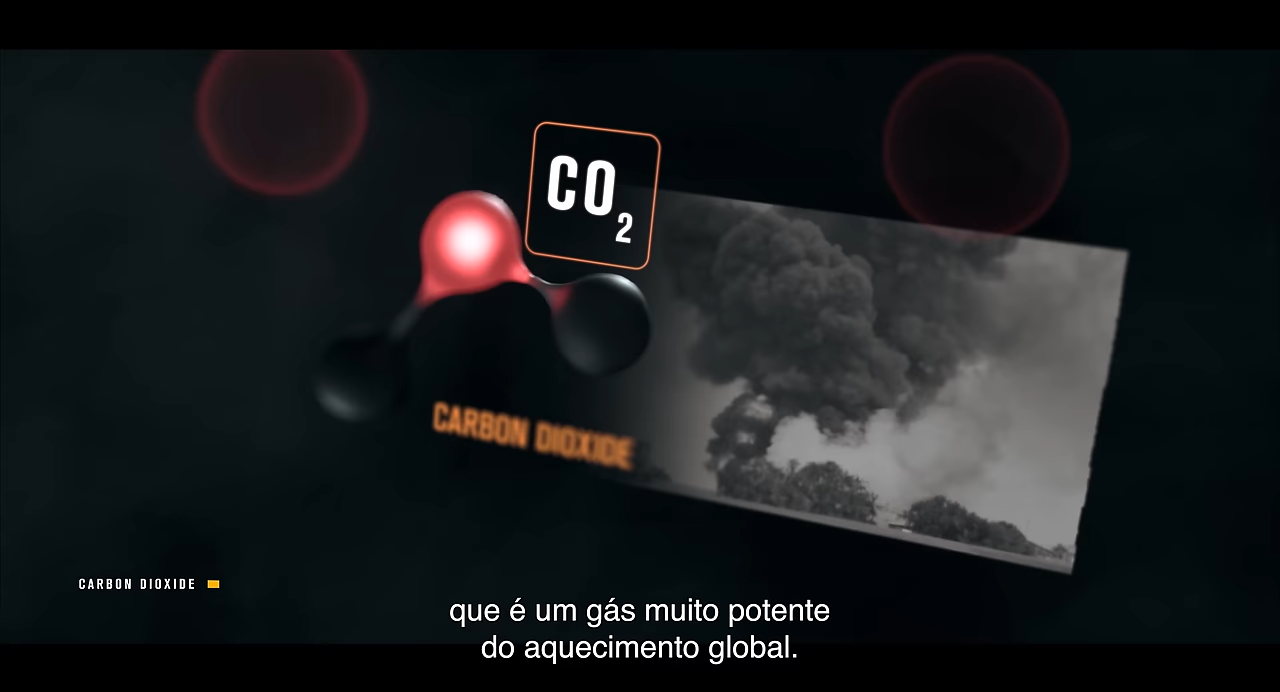 CO₂
CARBON DIOXIDE
CARBON DIOXIDE
que é um gás muito potente
do aquecimento global.